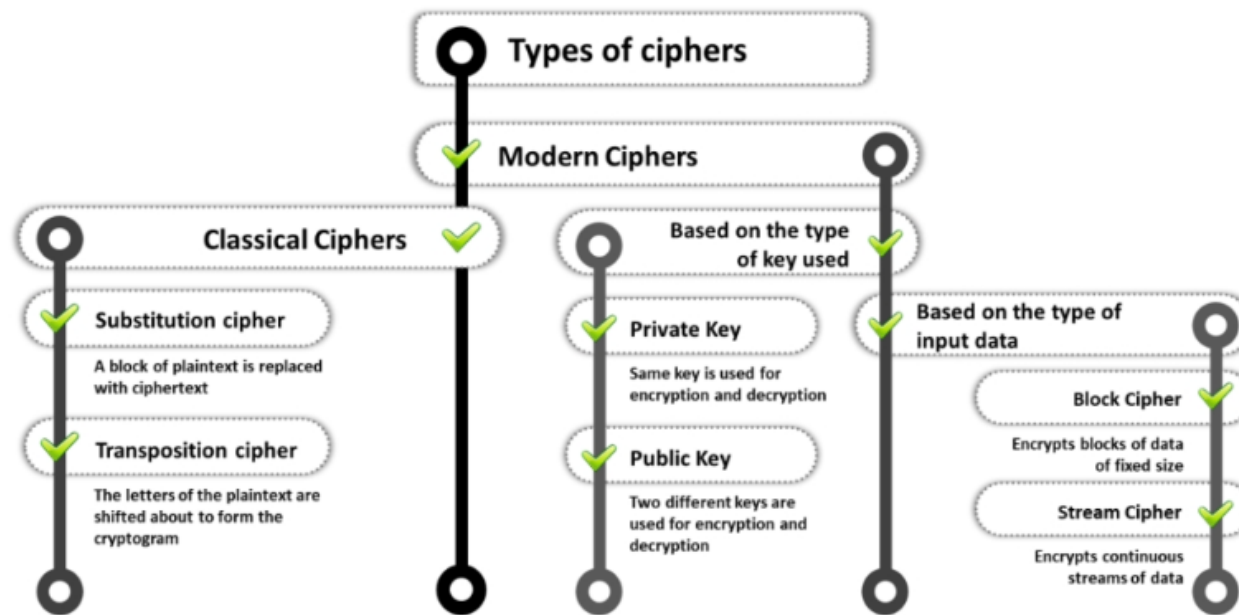 Types of ciphers
Modern Ciphers
Classical Ciphers
Substitution cipher
A block of plaintext is replaced
with ciphertext
Transposition cipher
The letters of the plaintext are
shifted about to form the
cryptogram
Based on the type
of key used
Private Key
Same key is used for
encryption and decryption
Public Key
Two different keys are
used for encryption and
decryption
Based on the type of
input data
Block Cipher
Encrypts blocks of data
of fixed size
Stream Cipher
Encrypts continuous
streams of data